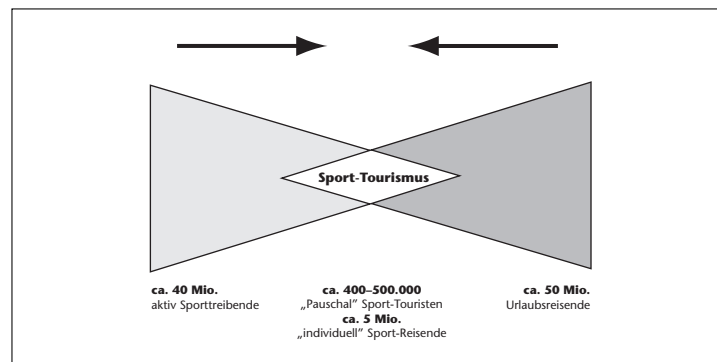 Sport-Tourismus
ca. 40 Mio.
aktiv Sporttreibende
ca. 400–500.000
„Pauschal” Sport-Touristen
ca. 5 Mio.
„individuell” Sport-Reisende
ca. 50 Mio.
Urlaubsreisende